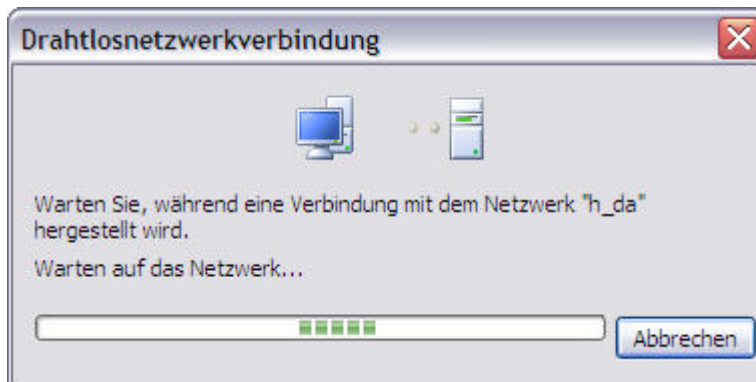 Drahtlosnetzwerkverbindung
Warten Sie, während eine Verbindung mit dem Netzwerk "h_da"
hergestellt wird.
Warten auf das Netzwerk...
Abbrechen